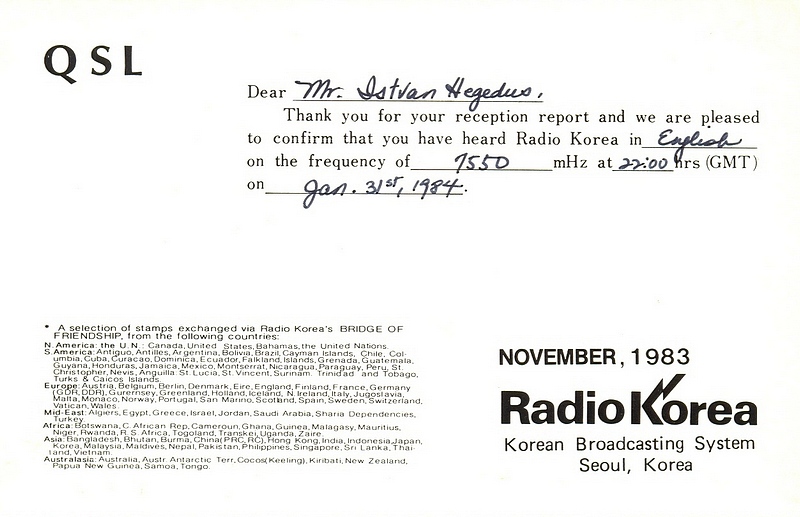 QSL
Dear Mr. Istvan Hegedus.
Thank you for your reception report and we are pleased
to confirm that you have heard Radio Korea in English
on the frequency of 7550 mHz at 22:00 hrs (GMT)
on Jan. 31st, 1984.
* A selection of stamps exchanged via Radio Korea's BRIDGE OF
FRIENDSHIP, from the following countries:
N. America: the U.N.: Canada, United States, Bahamas, the United Nations.
S. America: Antiguo, Antilles, Argentina, Bolivia, Brazil, Cayman Islands, Chile, Col-
umbia, Cuba, Curacao, Dominica, Ecuador, Falkland, Islands, Grenada, Guatemala,
Guyana, Honduras, Jamaica, Mexico, Montserrat, Nicaragua, Paraguay, Peru, St.
Christopher, Nevis, Anguilla: St. Lucia, St. Vincent, Surinam. Trinidad and Tobago,
Turks & Caicos Islands.
Europe: Austria, Belgium, Berlin, Denmark, Eire, England, Finland, France, Germany
(GDR, DDR), Gurernsey, Greenland, Holland, Iceland, N. Ireland, Italy, Jugoslavia,
Malta, Monaco, Norway, Portugal, San Marino, Scotland, Spain, Sweden, Switzerland,
Vatican, Wales.
Mid-East: Algiers, Egypt, Greece, Israel, Jordan, Saudi Arabia, Sharia Dependencies,
Turkey.
Africa: Botswana, C. African Rep, Cameroun, Ghana, Guinea, Malagasy, Mauritius,
Niger, Rwanda, R. S. Africa, Togoland, Transkei, Uganda, Zaire.
Asia: Bangladesh, Bhutan, Burma, China (PRC, RC), Hong Kong, India, Indonesia, Japan,
Korea, Malaysia, Maldives, Nepal, Pakistan, Philippines, Singapore, Sri Lanka, Thai-
land, Vietnam.
Australasia: Australia, Austr. Antarctic Terr, Cocos (Keeling), Kiribati, New Zealand,
Papua New Guinea, Samoa, Tongo.
NOVEMBER, 1983
Radio Korea
Korean Broadcasting System
Seoul, Korea